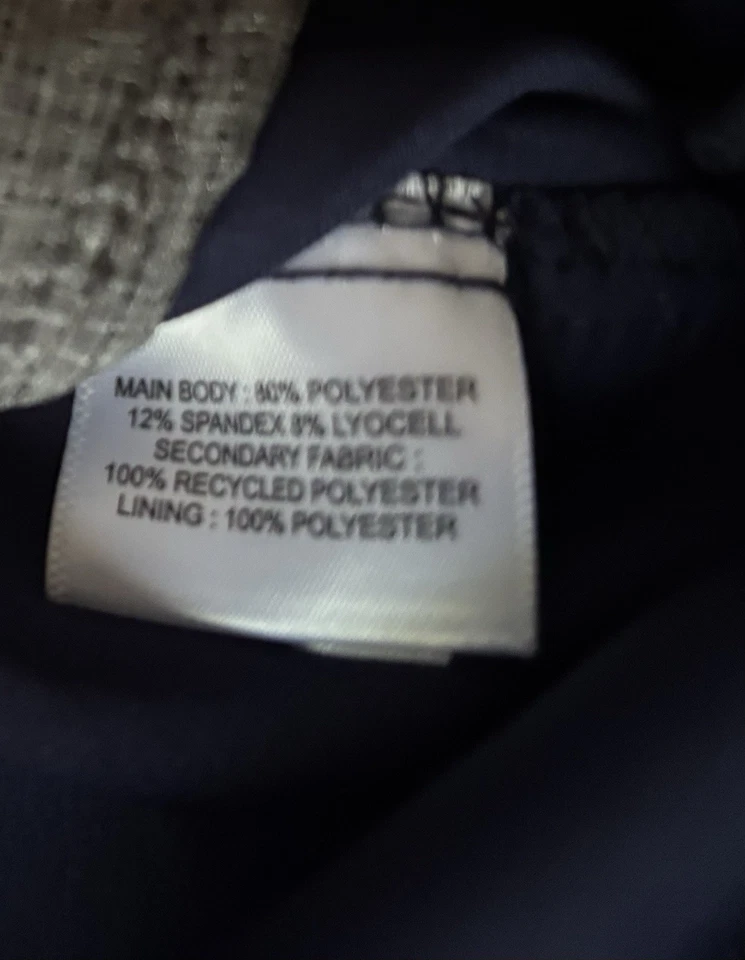 MAIN BODY : 80% POLYESTER
12% SPANDEX 8% LYOCELL
SECONDARY FABRIC :
100% RECYCLED POLYESTER
LINING : 100% POLYESTER